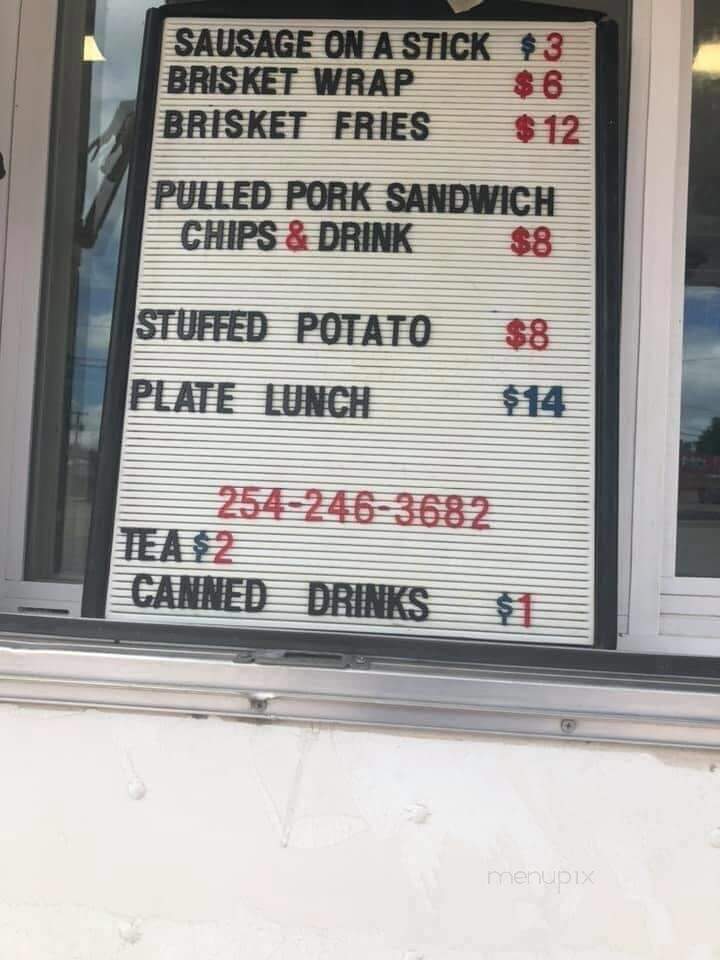 SAUSAGE ON A STICK $3
BRISKET WRAP $6
BRISKET FRIES $12
PULLED PORK SANDWICH
CHIPS & DRINK $8
STUFFED POTATO $8
PLATE LUNCH $14
254-246-3682
TEA $2
CANNED DRINKS $1
menupix